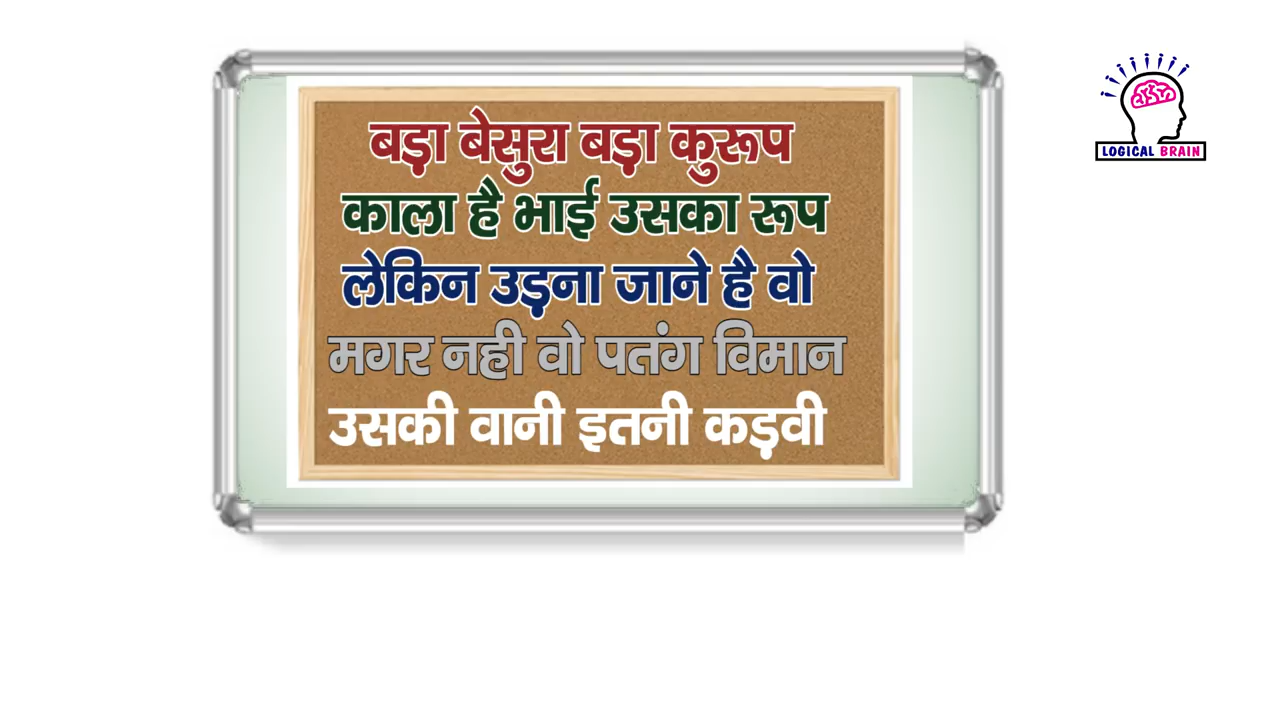 बड़ा बेसुरा बड़ा कुरूप
काला है भाई उसका रूप
लेकिन उड़ना जाने है वो
मगर नही वो पतंग विमान
उसकी वानी इतनी कड़वी
LOGICAL BRAIN